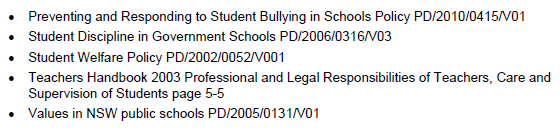 • Preventing and Responding to Student Bullying in Schools Policy PD/2010/0415/V01
• Student Discipline in Government Schools PD/2006/0316/V03
• Student Welfare Policy PD/2002/0052/V001
• Teachers Handbook 2003 Professional and Legal Responsibilities of Teachers, Care and
Supervision of Students page 5-5
• Values in NSW public schools PD/2005/0131/V01